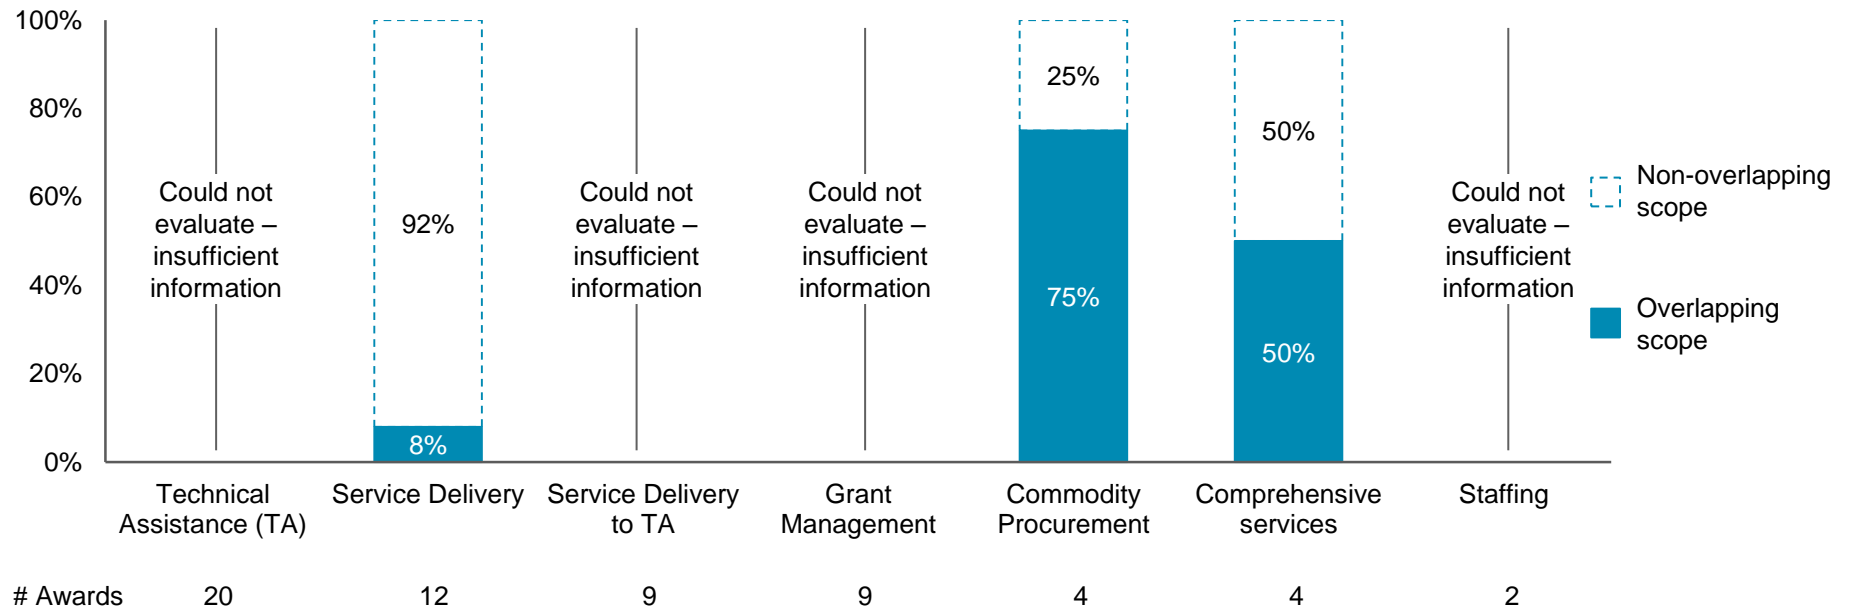 100%
80%
60%
40%
20%
0%
Could not
evaluate –
insufficient
information
92%
8%
Could not
evaluate –
insufficient
information
Could not
evaluate –
insufficient
information
25%
75%
50%
50%
Could not
evaluate –
insufficient
information
Non-overlapping
scope
Overlapping
scope
Technical
Assistance (TA)
Service Delivery
Service Delivery
to TA
Grant
Management
Commodity
Procurement
Comprehensive
services
Staffing
# Awards 20 12 9 9 4 4 2